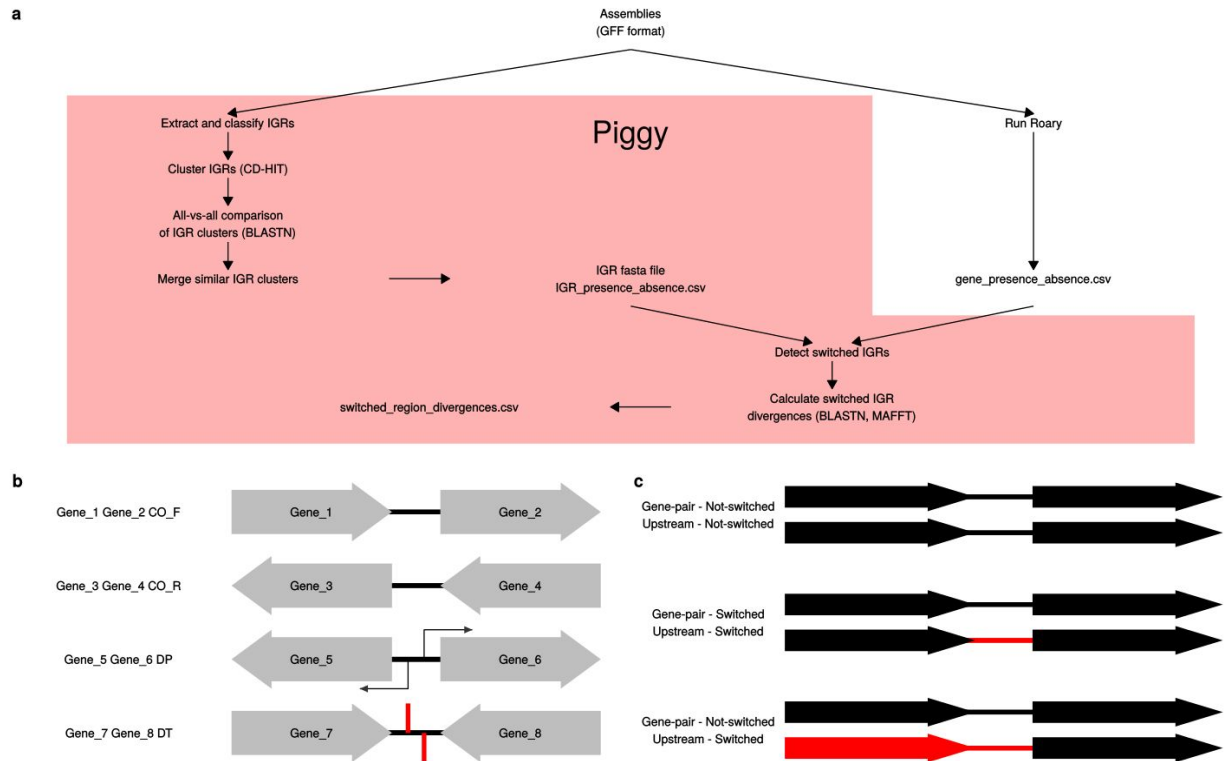 a
Assemblies
(GFF format)
Piggy
Extract and classify IGRs
Run Roary
Cluster IGRs (CD-HIT)
All-vs-all comparison
of IGR clusters (BLASTN)
Merge similar IGR clusters
IGR fasta file
IGR_presence_absence.csv
gene_presence_absence.csv
Detect switched IGRs
Calculate switched IGR
divergences (BLASTN, MAFFT)
switched_region_divergences.csv
b
Gene_1 Gene_2 CO_F
Gene_1
Gene_2
Gene_3 Gene_4 CO_R
Gene_3
Gene_4
Gene_5 Gene_6 DP
Gene_5
Gene_6
Gene_7 Gene_8 DT
Gene_7
Gene_8
c
Gene-pair - Not-switched
Upstream - Not-switched
Gene-pair - Switched
Upstream - Switched
Gene-pair - Not-switched
Upstream - Switched